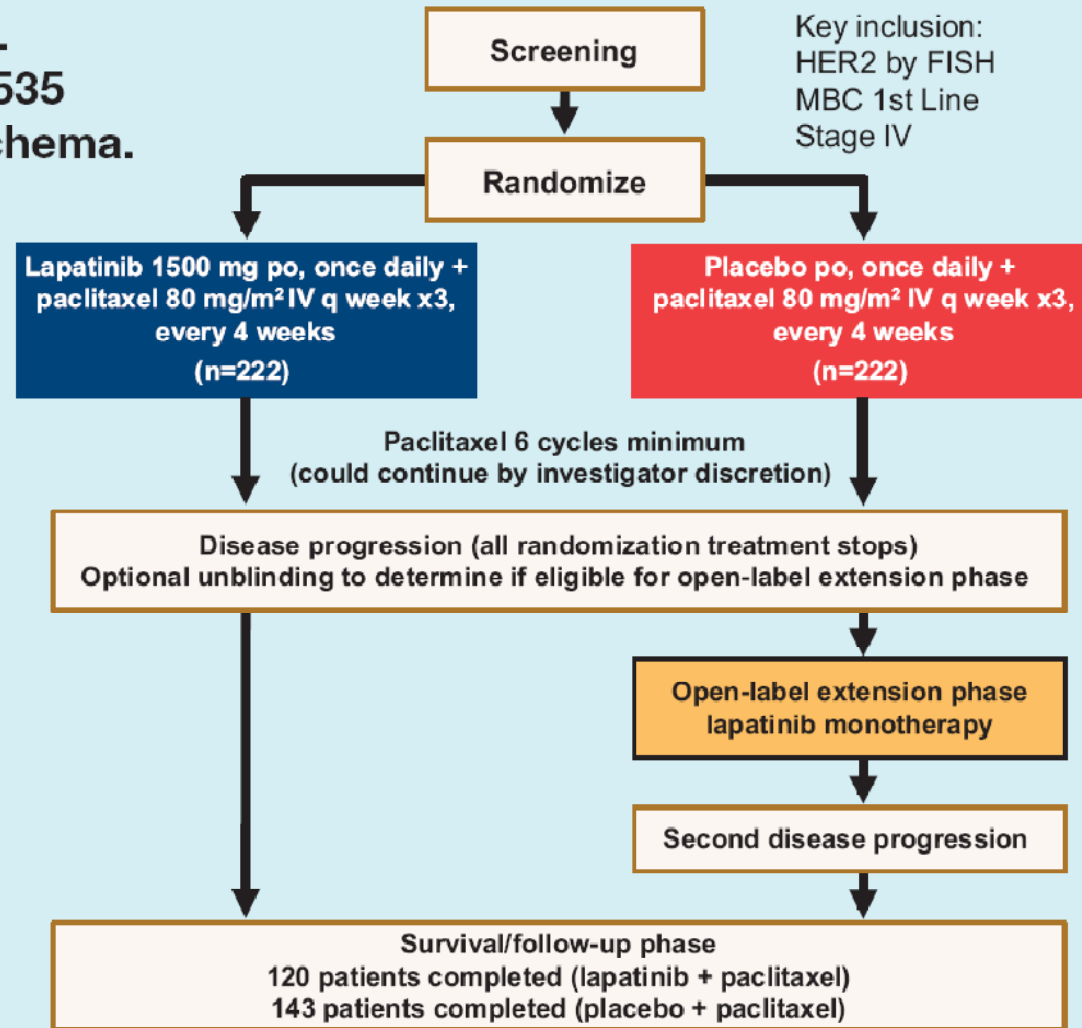 535
chema.
Screening
Key inclusion:
HER2 by FISH
MBC 1st Line
Stage IV
Randomize
Lapatinib 1500 mg po, once daily +
paclitaxel 80 mg/m² IV q week x3,
every 4 weeks
(n=222)
Placebo po, once daily +
paclitaxel 80 mg/m² IV q week x3,
every 4 weeks
(n=222)
Paclitaxel 6 cycles minimum
(could continue by investigator discretion)
Disease progression (all randomization treatment stops)
Optional unblinding to determine if eligible for open-label extension phase
Open-label extension phase
lapatinib monotherapy
Second disease progression
Survival/follow-up phase
120 patients completed (lapatinib + paclitaxel)
143 patients completed (placebo + paclitaxel)